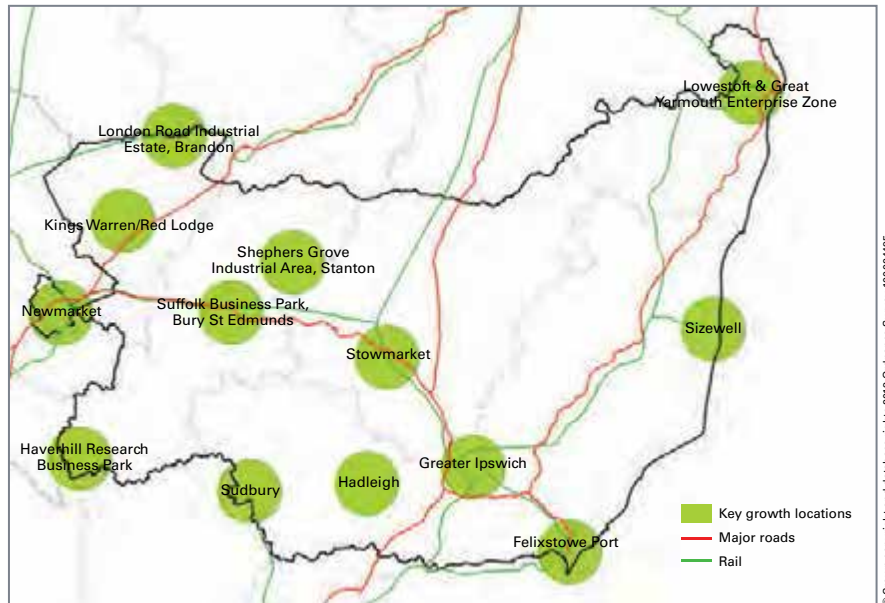 Lowestoft & Great
Yarmouth Enterprise Zone
London Road Industrial
Estate, Brandon
Kings Warren/Red Lodge
Shephers Grove
Industrial Area, Stanton
Newmarket
Suffolk Business Park,
Bury St Edmunds
Sizewell
Stowmarket
Haverhill Research
Business Park
Greater Ipswich
Sudbury
Hadleigh
Felixstowe Port
Key growth locations
Major roads
Rail